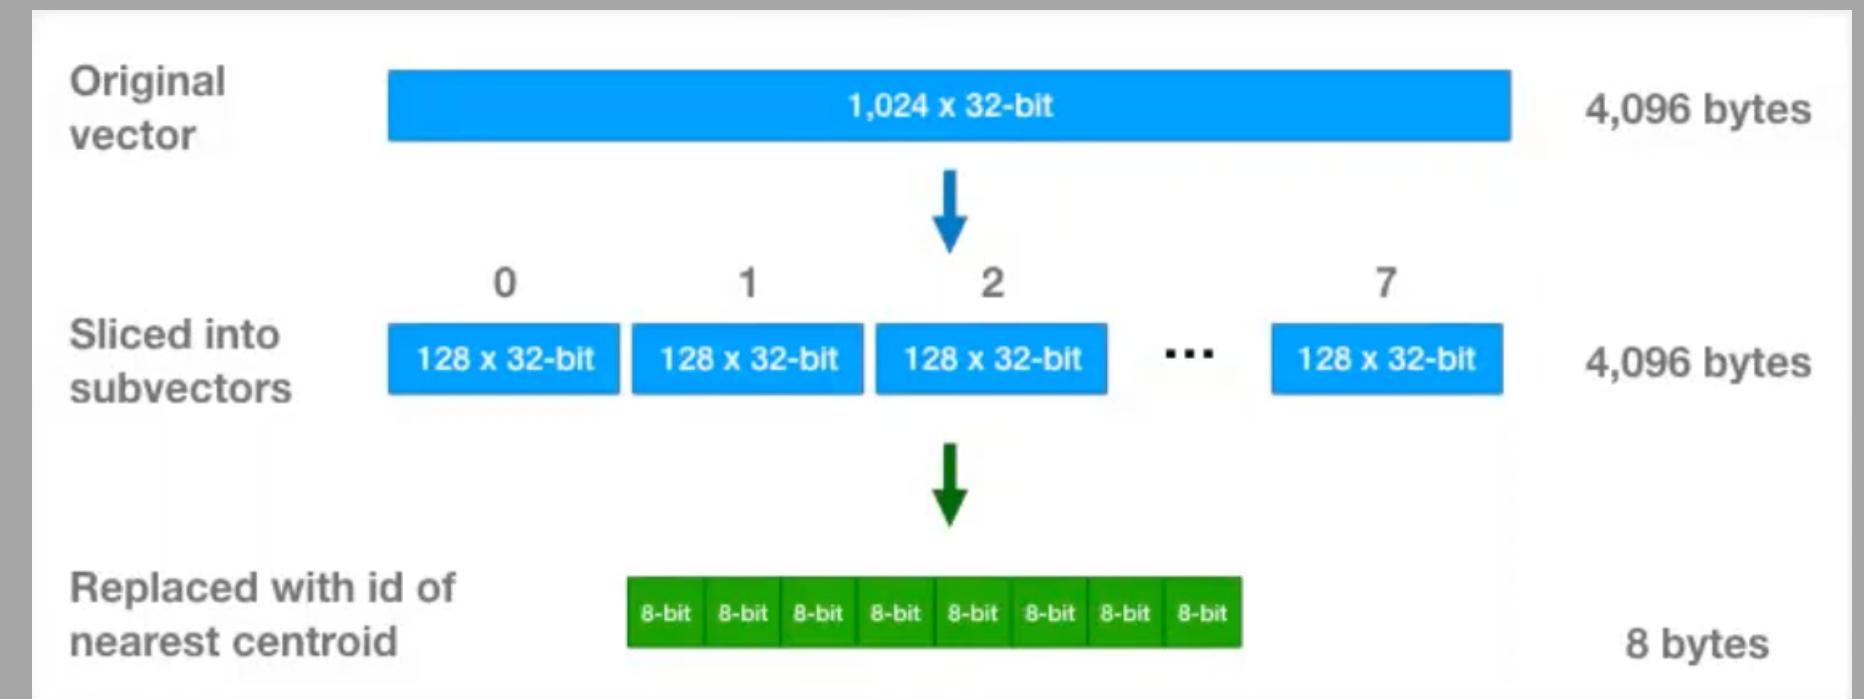 Original
vector
1,024 x 32-bit
4,096 bytes
0 1 2 7
Sliced into
subvectors
128 x 32-bit 128 x 32-bit 128 x 32-bit ... 128 x 32-bit
4,096 bytes
Replaced with id of
nearest centroid
8-bit 8-bit 8-bit 8-bit 8-bit 8-bit 8-bit 8-bit
8 bytes